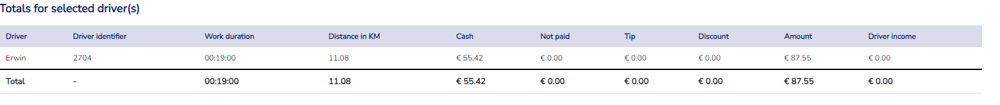 Totals for selected driver(s)
Driver Driver identifier Work duration Distance in KM Cash Not paid Tip Discount Amount Driver income
Erwin 2704 00:19:00 11.08 € 55.42 € 0.00 € 0.00 € 0.00 € 87.55 € 0.00
Total - 00:19:00 11.08 € 55.42 € 0.00 € 0.00 € 0.00 € 87.55 € 0.00